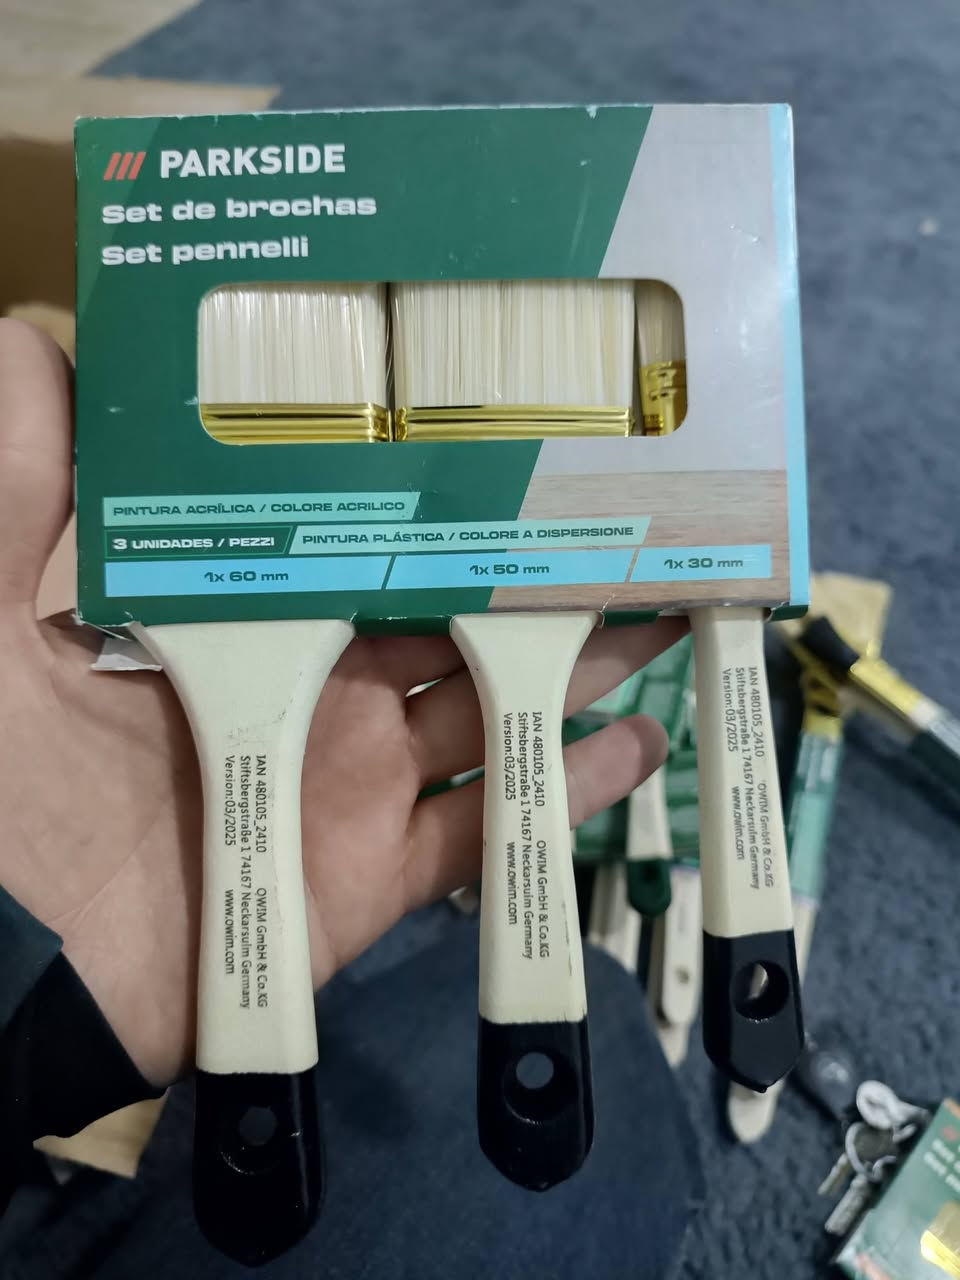 PARKSIDE
Set de brochas
Set pennelli
PINTURA ACRÍLICA / COLORE ACRILICO
3 UNIDADES / PEZZI
PINTURA PLÁSTICA / COLORE A DISPERSIONE
1x 60 mm
1x 50 mm
1x 30 mm
IAN 480105_2410 OWIM GmbH & Co.KG
Stiftsbergstraße 1 74167 Neckarsulm Germany
Version:03/2025 www.owim.com
IAN 480105_2410 OWIM GmbH & Co.KG
Stiftsbergstraße 1 74167 Neckarsulm Germany
Version:03/2025 www.owim.com
IAN 480105_2410 OWIM GmbH & Co.KG
Stiftsbergstraße 1 74167 Neckarsulm Germany
Version:03/2025 www.owim.com